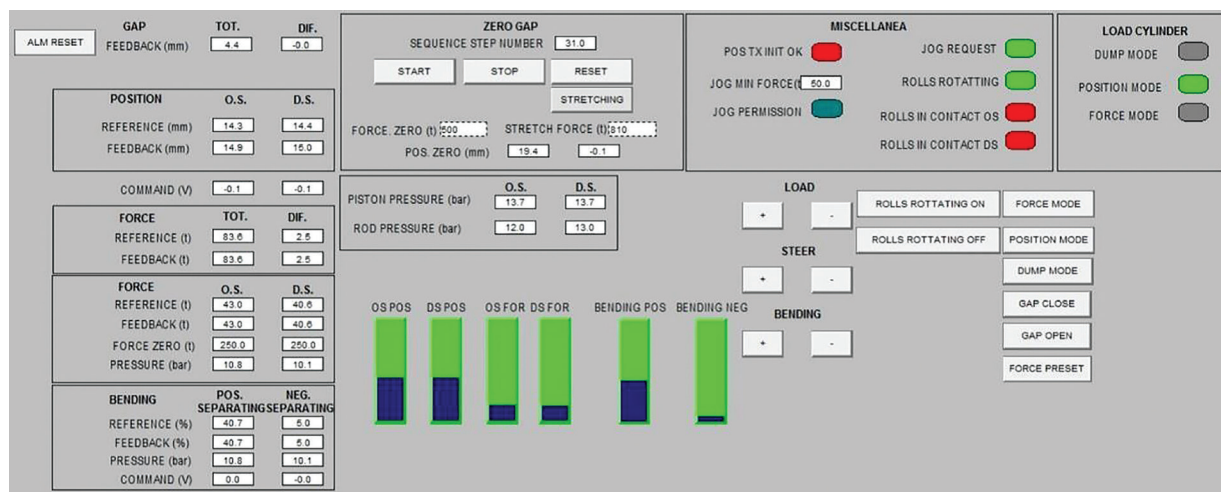 ALM RESET
GAP TOT. DIF.
FEEDBACK (mm) 4.4 -0.0
POSITION O.S. D.S.
REFERENCE (mm) 14.3 14.4
FEEDBACK (mm) 14.9 15.0
COMMAND (V) -0.1 -0.1
FORCE TOT. DIF.
REFERENCE (t) 83.6 2.5
FEEDBACK (t) 83.6 2.5
FORCE O.S. D.S.
REFERENCE (t) 43.0 40.6
FEEDBACK (t) 43.0 40.6
FORCE ZERO (t) 250.0 250.0
PRESSURE (bar) 10.8 10.1
BENDING POS. SEPARATING NEG. SEPARATING
REFERENCE (%) 40.7 5.0
FEEDBACK (%) 40.7 5.0
PRESSURE (bar) 10.8 10.1
COMMAND (V) 0.0 -0.0
ZERO GAP
SEQUENCE STEP NUMBER 31.0
START STOP RESET
STRETCHING
FORCE. ZERO (t) 500 STRETCH FORCE (t) 810
POS. ZERO (mm) 19.4 -0.1
O.S. D.S.
PISTON PRESSURE (bar) 13.7 13.7
ROD PRESSURE (bar) 12.0 13.0
OS POS DS POS OS FOR DS FOR BENDING POS BENDING NEG
MISCELLANEA
POS TX INIT OK JOG REQUEST
JOG MIN FORCE(t 50.0 ROLLS ROTATTING
JOG PERMISSION ROLLS IN CONTACT OS
ROLLS IN CONTACT DS
LOAD CYLINDER
DUMP MODE
POSITION MODE
FORCE MODE
LOAD
+ -
STEER
+ -
BENDING
+ -
ROLLS ROTTATING ON FORCE MODE
ROLLS ROTTATING OFF POSITION MODE
DUMP MODE
GAP CLOSE
GAP OPEN
FORCE PRESET